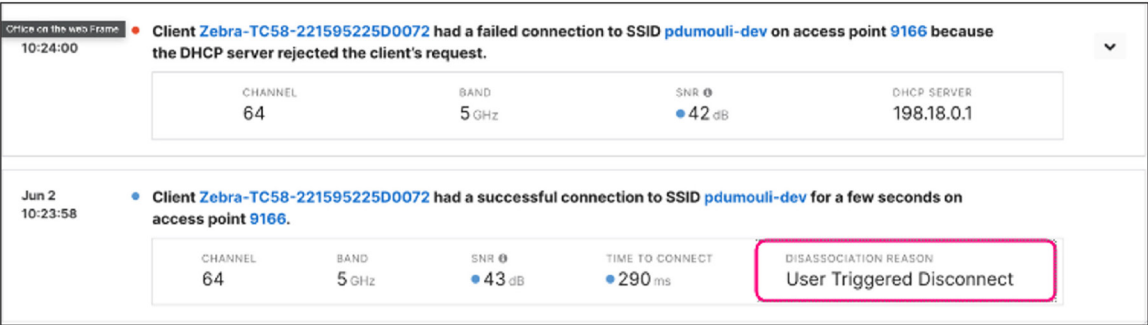 Office on the web Frame
10:24:00
Client Zebra-TC58-221595225D0072 had a failed connection to SSID pdumouli-dev on access point 9166 because
the DHCP server rejected the client's request.
CHANNEL BAND SNR DHCP SERVER
64 5 GHz 42 dB 198.18.0.1
Jun 2
10:23:58
Client Zebra-TC58-221595225D0072 had a successful connection to SSID pdumouli-dev for a few seconds on
access point 9166.
CHANNEL BAND SNR TIME TO CONNECT DISASSOCIATION REASON
64 5 GHz 43 dB 290 ms User Triggered Disconnect